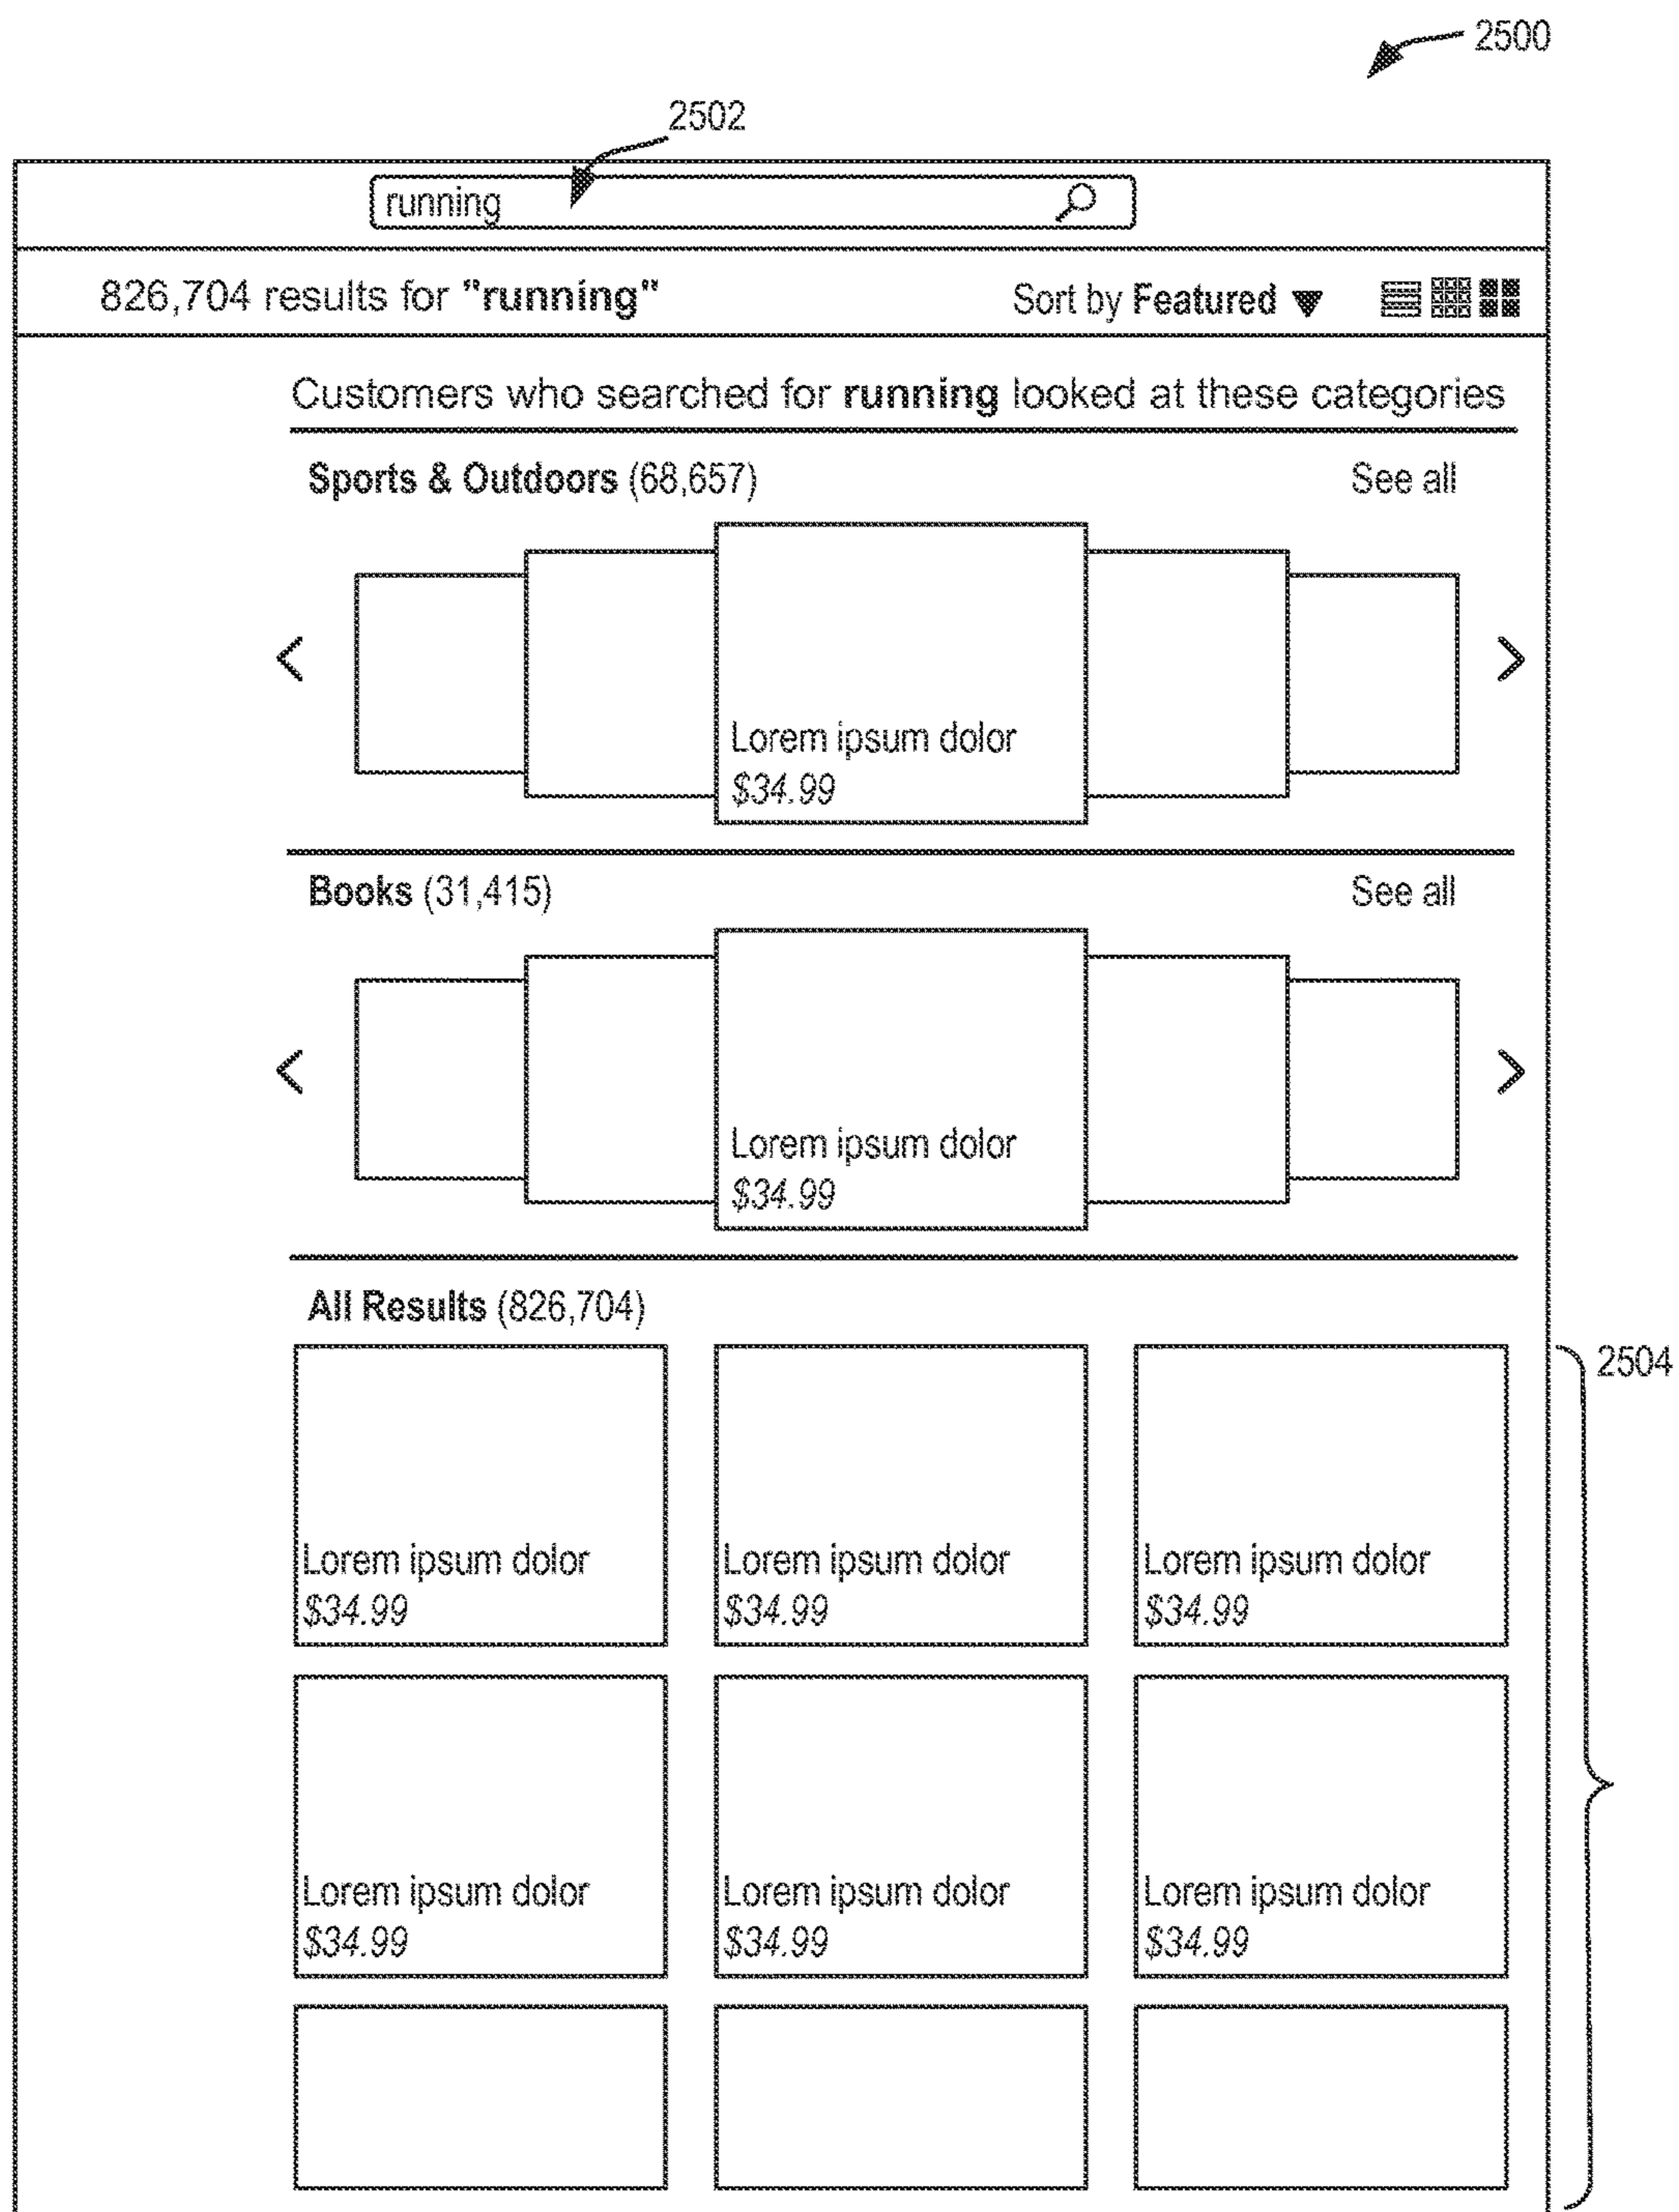 2500
2502
running
826,704 results for "running"
Sort by Featured
Customers who searched for running looked at these categories
Sports & Outdoors (68,657)
See all
Lorem ipsum dolor
$34.99
Books (31,415)
See all
Lorem ipsum dolor
$34.99
All Results (826,704)
2504
Lorem ipsum dolor
$34.99
Lorem ipsum dolor
$34.99
Lorem ipsum dolor
$34.99
Lorem ipsum dolor
$34.99
Lorem ipsum dolor
$34.99
Lorem ipsum dolor
$34.99